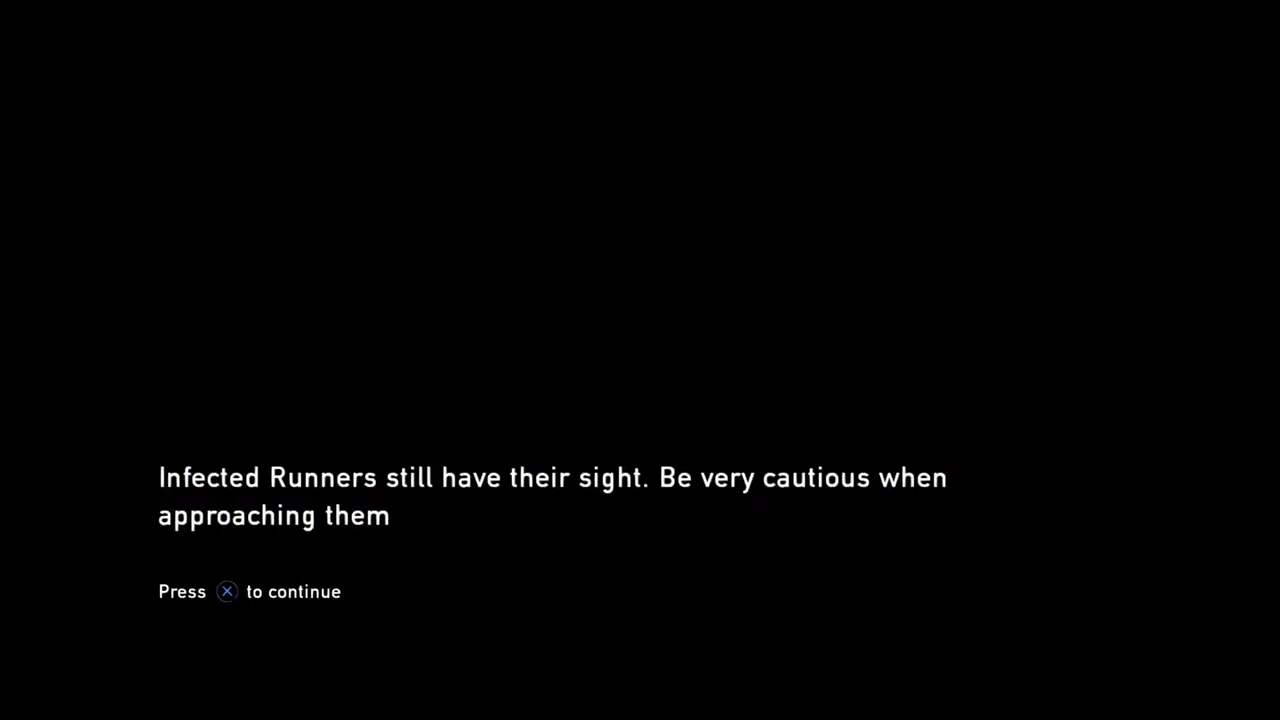 Infected Runners still have their sight. Be very cautious when
approaching them
Press ⓧ to continue